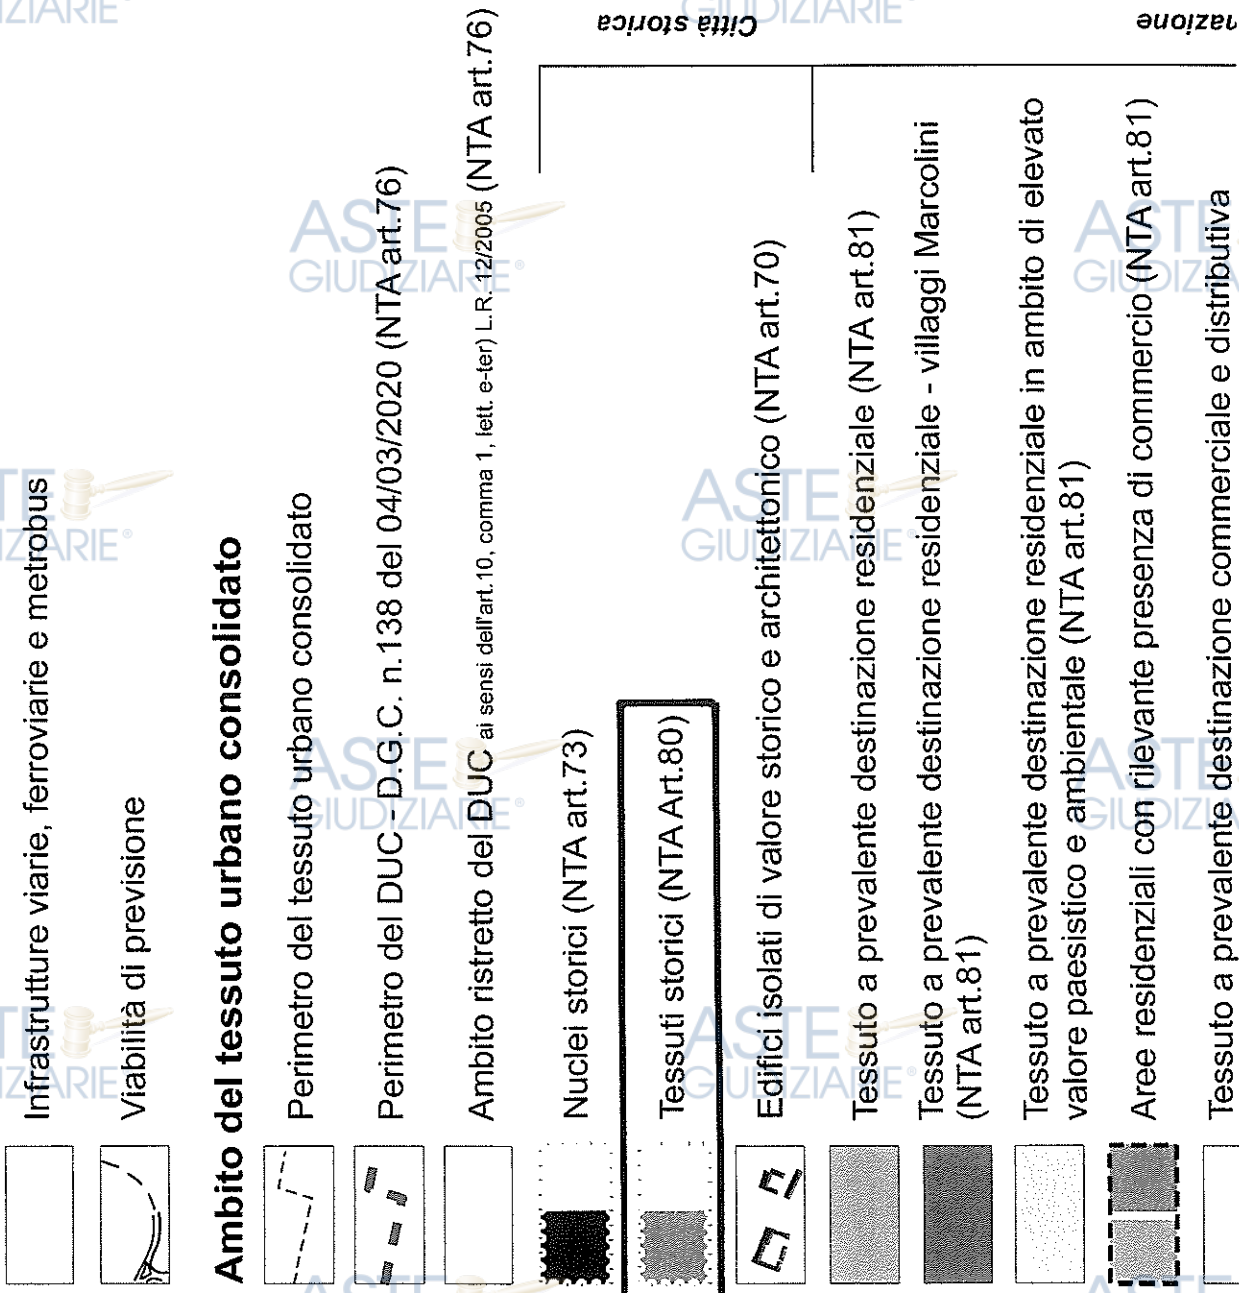 Infrastrutture viarie, ferroviarie e metrobus
Viabilità di previsione
Ambito del tessuto urbano consolidato
Perimetro del tessuto urbano consolidato
Perimetro del DUC - D.G.C. n.138 del 04/03/2020 (NTA art.76)
Ambito ristretto del DUC ai sensi dell'art.10, comma 1, lett. e-ter) L.R. 12/2005 (NTA art.76)
Città storica
Nuclei storici (NTA art.73)
Tessuti storici (NTA Art.80)
Edifici isolati di valore storico e architettonico (NTA art.70)
Tessuto a prevalente destinazione residenziale (NTA art.81)
Tessuto a prevalente destinazione residenziale - villaggi Marcolini
(NTA art.81)
Tessuto a prevalente destinazione residenziale in ambito di elevato
valore paesistico e ambientale (NTA art.81)
Aree residenziali con rilevante presenza di commercio (NTA art.81)
Tessuto a prevalente destinazione commerciale e distributiva
ASTE
GIUDIZIARIE®